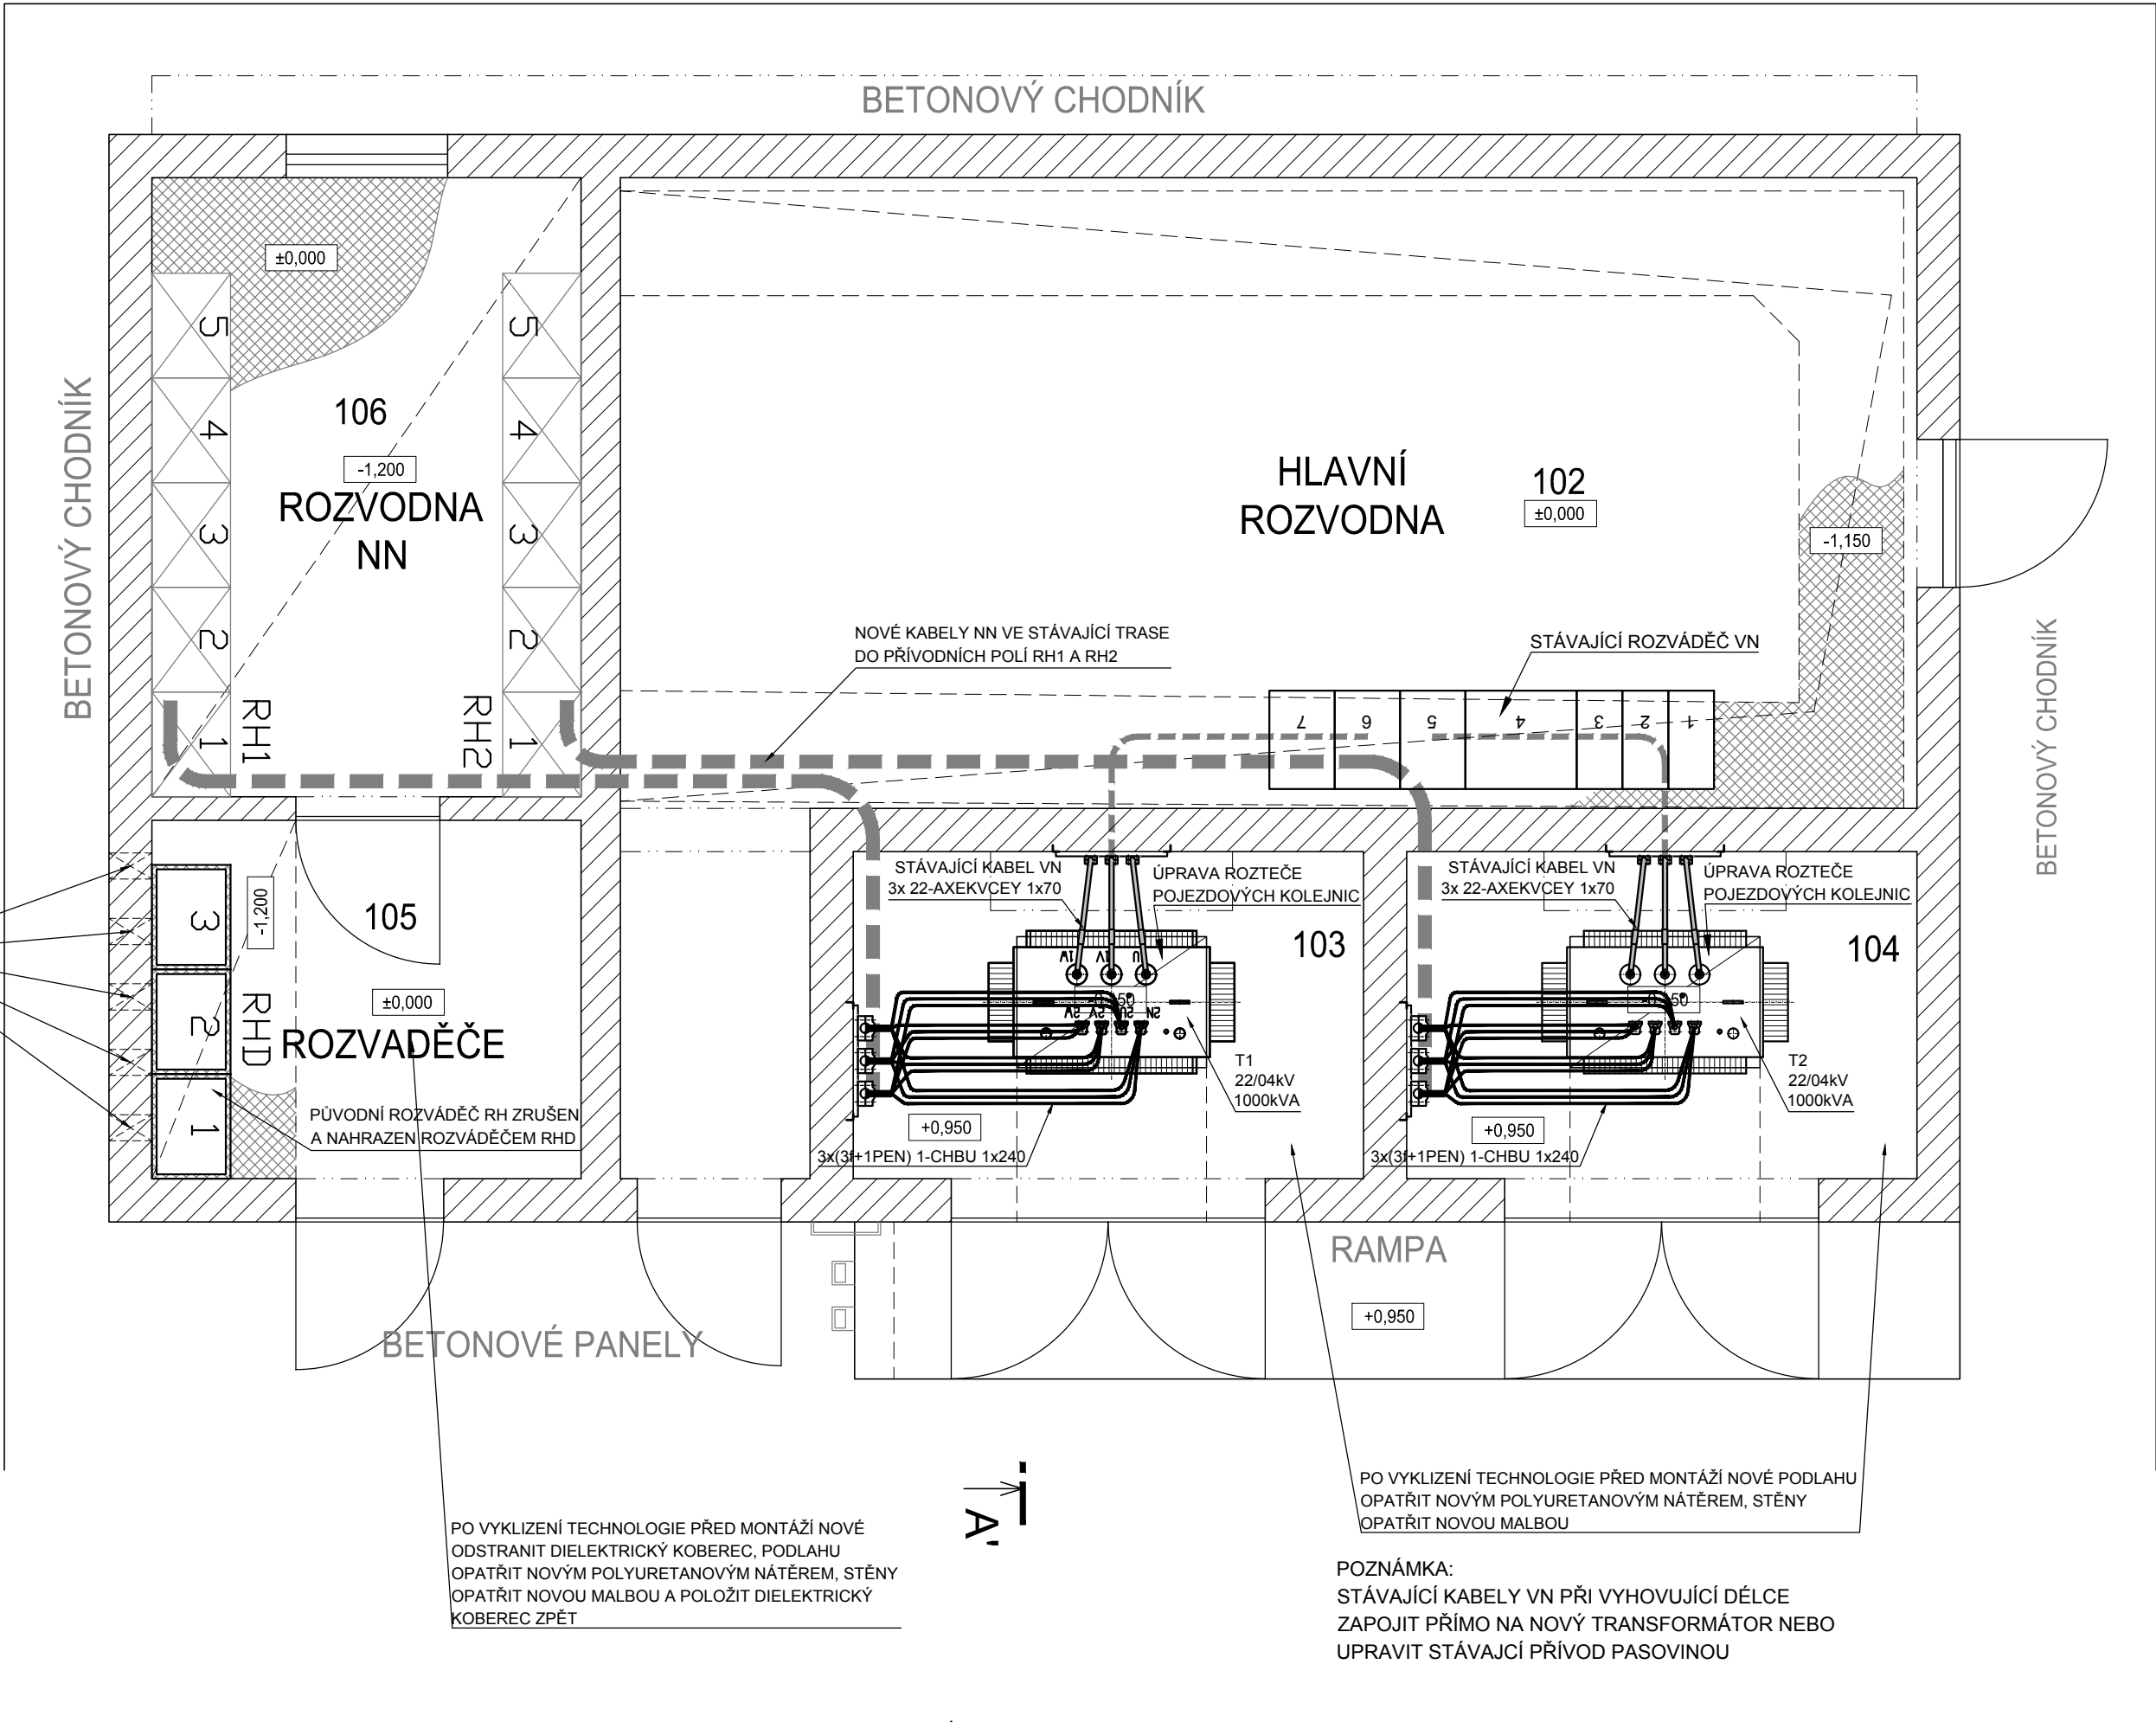 BETONOVÝ CHODNÍK
±0,000
5
4
3
2
1
RH1
5
4
3
2
1
RH2
106
-1,200
ROZVODNA
NN
BETONOVÝ CHODNÍK
HLAVNÍ
ROZVODNA
102
±0,000
-1,150
BETONOVÝ CHODNÍK
NOVÉ KABELY NN VE STÁVAJÍCÍ TRASE
DO PŘÍVODNÍCH POLÍ RH1 A RH2
STÁVAJÍCÍ ROZVÁDĚČ VN
7
6
5
4
3
2
1
3
2
1
RHD
-1,200
105
±0,000
ROZVADĚČE
PŮVODNÍ ROZVÁDĚČ RH ZRUŠEN
A NAHRAZEN ROZVÁDĚČEM RHD
STÁVAJÍCÍ KABEL VN
3x 22-AXEKVCEY 1x70
ÚPRAVA ROZTEČE
POJEZDOVÝCH KOLEJNIC
103
1W
1V
U
2W
2V
2U
2N
T1
22/04kV
1000kVA
+0,950
3x(3f+1PEN) 1-CHBU 1x240
STÁVAJÍCÍ KABEL VN
3x 22-AXEKVCEY 1x70
ÚPRAVA ROZTEČE
POJEZDOVÝCH KOLEJNIC
104
T2
22/04kV
1000kVA
+0,950
3x(3f+1PEN) 1-CHBU 1x240
RAMPA
+0,950
BETONOVÉ PANELY
A'
PO VYKLIZENÍ TECHNOLOGIE PŘED MONTÁŽÍ NOVÉ
ODSTRANIT DIELEKTRICKÝ KOBEREC, PODLAHU
OPATŘIT NOVÝM POLYURETANOVÝM NÁTĚREM, STĚNY
OPATŘIT NOVOU MALBOU A POLOŽIT DIELEKTRICKÝ
KOBEREC ZPĚT
PO VYKLIZENÍ TECHNOLOGIE PŘED MONTÁŽÍ NOVÉ PODLAHU
OPATŘIT NOVÝM POLYURETANOVÝM NÁTĚREM, STĚNY
OPATŘIT NOVOU MALBOU
POZNÁMKA:
STÁVAJÍCÍ KABELY VN PŘI VYHOVUJÍCÍ DÉLCE
ZAPOJIT PŘÍMO NA NOVÝ TRANSFORMÁTOR NEBO
UPRAVIT STÁVAJCÍ PŘÍVOD PASOVINOU